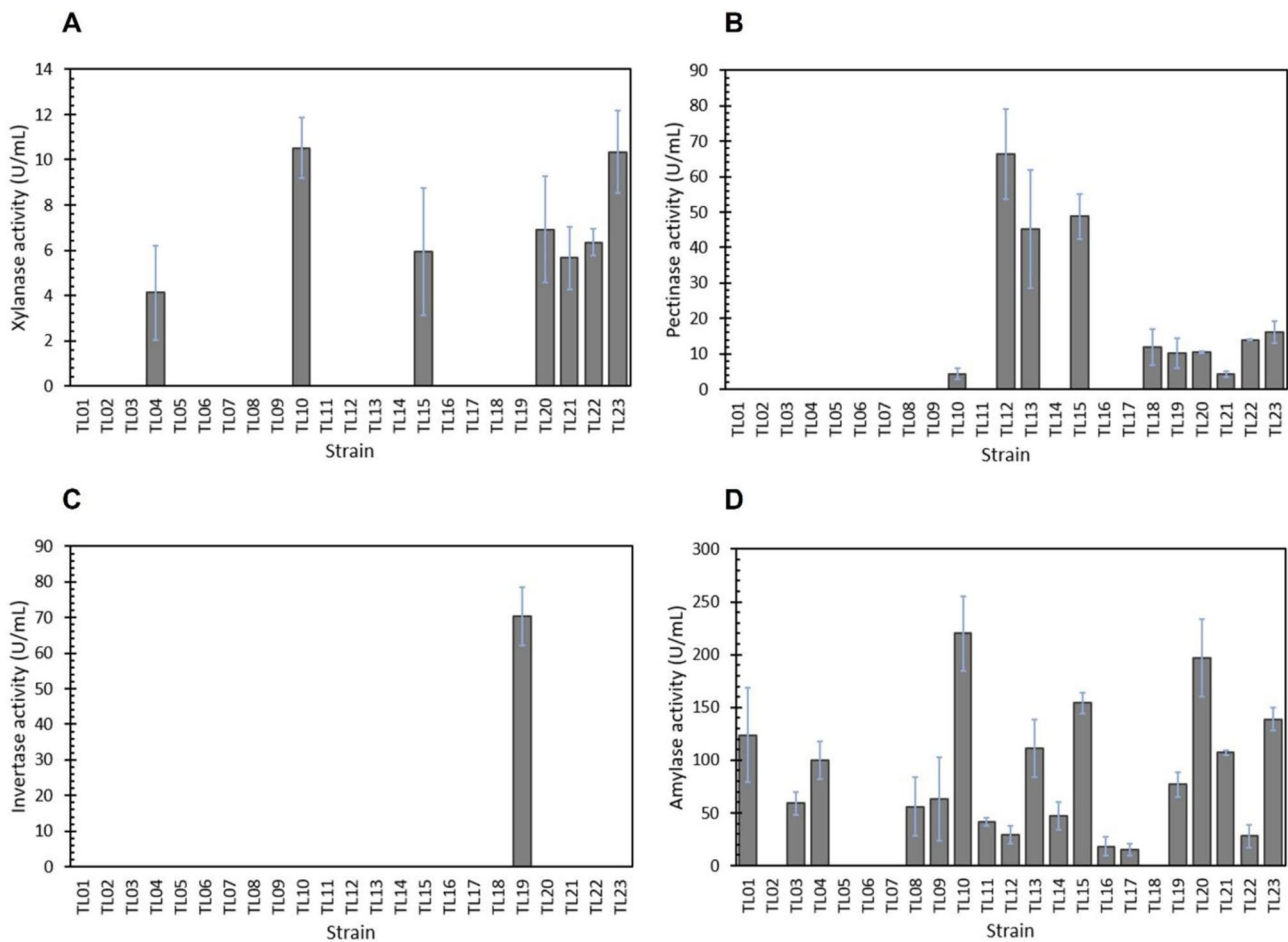 A
Xylanase activity (U/mL)
14
12
10
8
6
4
2
0
TL01 TL02 TL03 TL04 TL05 TL06 TL07 TL08 TL09 TL10 TL11 TL12 TL13 TL14 TL15 TL16 TL17 TL18 TL19 TL20 TL21 TL22 TL23
Strain
B
Pectinase activity (U/mL)
90
80
70
60
50
40
30
20
10
0
TL01 TL02 TL03 TL04 TL05 TL06 TL07 TL08 TL09 TL10 TL11 TL12 TL13 TL14 TL15 TL16 TL17 TL18 TL19 TL20 TL21 TL22 TL23
Strain
C
Invertase activity (U/mL)
90
80
70
60
50
40
30
20
10
0
TL01 TL02 TL03 TL04 TL05 TL06 TL07 TL08 TL09 TL10 TL11 TL12 TL13 TL14 TL15 TL16 TL17 TL18 TL19 TL20 TL21 TL22 TL23
Strain
D
Amylase activity (U/mL)
300
250
200
150
100
50
0
TL01 TL02 TL03 TL04 TL05 TL06 TL07 TL08 TL09 TL10 TL11 TL12 TL13 TL14 TL15 TL16 TL17 TL18 TL19 TL20 TL21 TL22 TL23
Strain